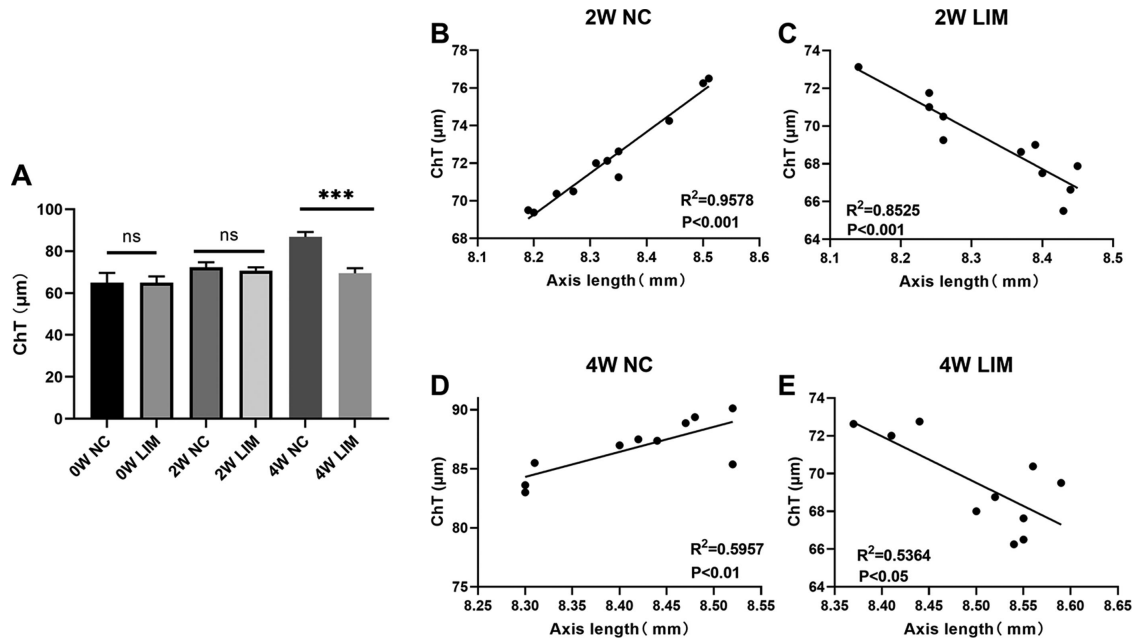 A
ChT (μm)
100
80
60
40
20
0
ns
ns
***
0W NC
0W LIM
2W NC
2W LIM
4W NC
4W LIM
B
2W NC
ChT (μm)
78
76
74
72
70
68
R²=0.9578
P<0.001
8.1 8.2 8.3 8.4 8.5 8.6
Axis length( mm)
C
2W LIM
ChT (μm)
74
72
70
68
66
64
R²=0.8525
P<0.001
8.1 8.2 8.3 8.4 8.5
Axis length( mm)
D
4W NC
ChT (μm)
90
85
80
75
R²=0.5957
P<0.01
8.25 8.30 8.35 8.40 8.45 8.50 8.55
Axis length( mm)
E
4W LIM
ChT (μm)
74
72
70
68
66
64
R²=0.5364
P<0.05
8.35 8.40 8.45 8.50 8.55 8.60 8.65
Axis length( mm)